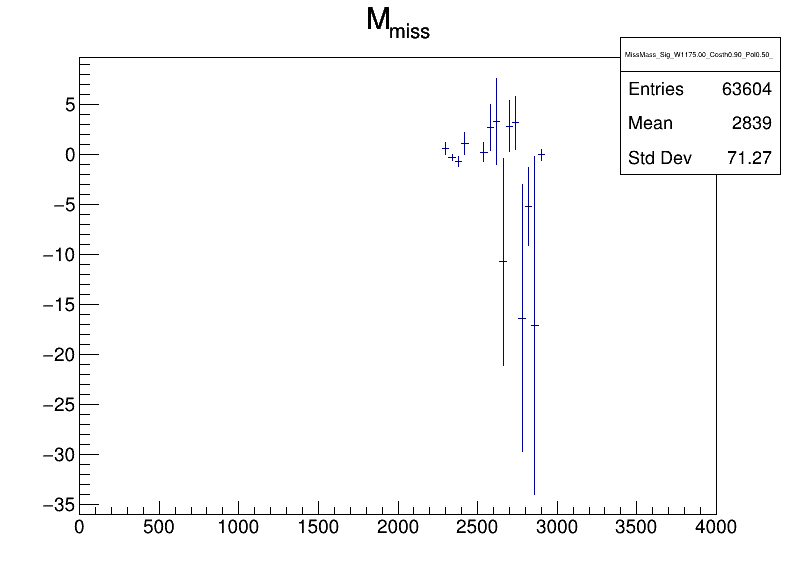 M_miss
MissMass_Sig_W1175.00_Costh0.90_Pol0.50_
Entries 63604
Mean 2839
Std Dev 71.27
5
0
−5
−10
−15
−20
−25
−30
−35
0 500 1000 1500 2000 2500 3000 3500 4000